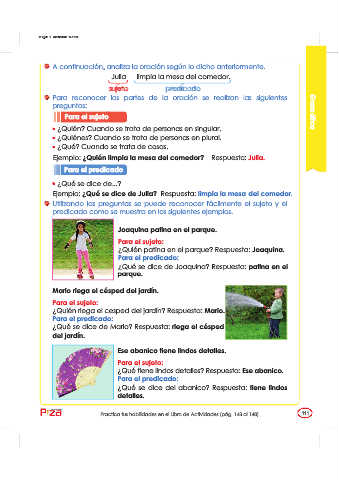 A continuación, analiza la oración según lo dicho anteriormente.
Julia limpia la mesa del comedor.
sujeto predicado
Para reconocer las partes de la oración se realizan las siguientes
preguntas:
Para el sujeto
• ¿Quién? Cuando se trata de personas en singular.
• ¿Quiénes? Cuando se trata de personas en plural.
• ¿Qué? Cuando se trata de cosas.
Ejemplo: ¿Quién limpia la mesa del comedor? Respuesta: Julia.
Para el predicado
• ¿Qué se dice de...?
Ejemplo: ¿Qué se dice de Julia? Respuesta: limpia la mesa del comedor.
Utilizando las preguntas se puede reconocer fácilmente el sujeto y el
predicado como se muestra en los siguientes ejemplos.
Joaquina patina en el parque.
Para el sujeto:
¿Quién patina en el parque? Respuesta: Joaquina.
Para el predicado:
¿Qué se dice de Joaquina? Respuesta: patina en el
parque.
Mario riega el césped del jardín.
Para el sujeto:
¿Quién riega el césped del jardín? Respuesta: Mario.
Para el predicado:
¿Qué se dice de Mario? Respuesta: riega el césped
del jardín.
Ese abanico tiene lindos detalles.
Para el sujeto:
¿Qué tiene lindos detalles? Respuesta: Ese abanico.
Para el predicado:
¿Qué se dice del abanico? Respuesta: tiene lindos
detalles.
Practica tus habilidades en el Libro de Actividades (pág. 143 al 145)
111